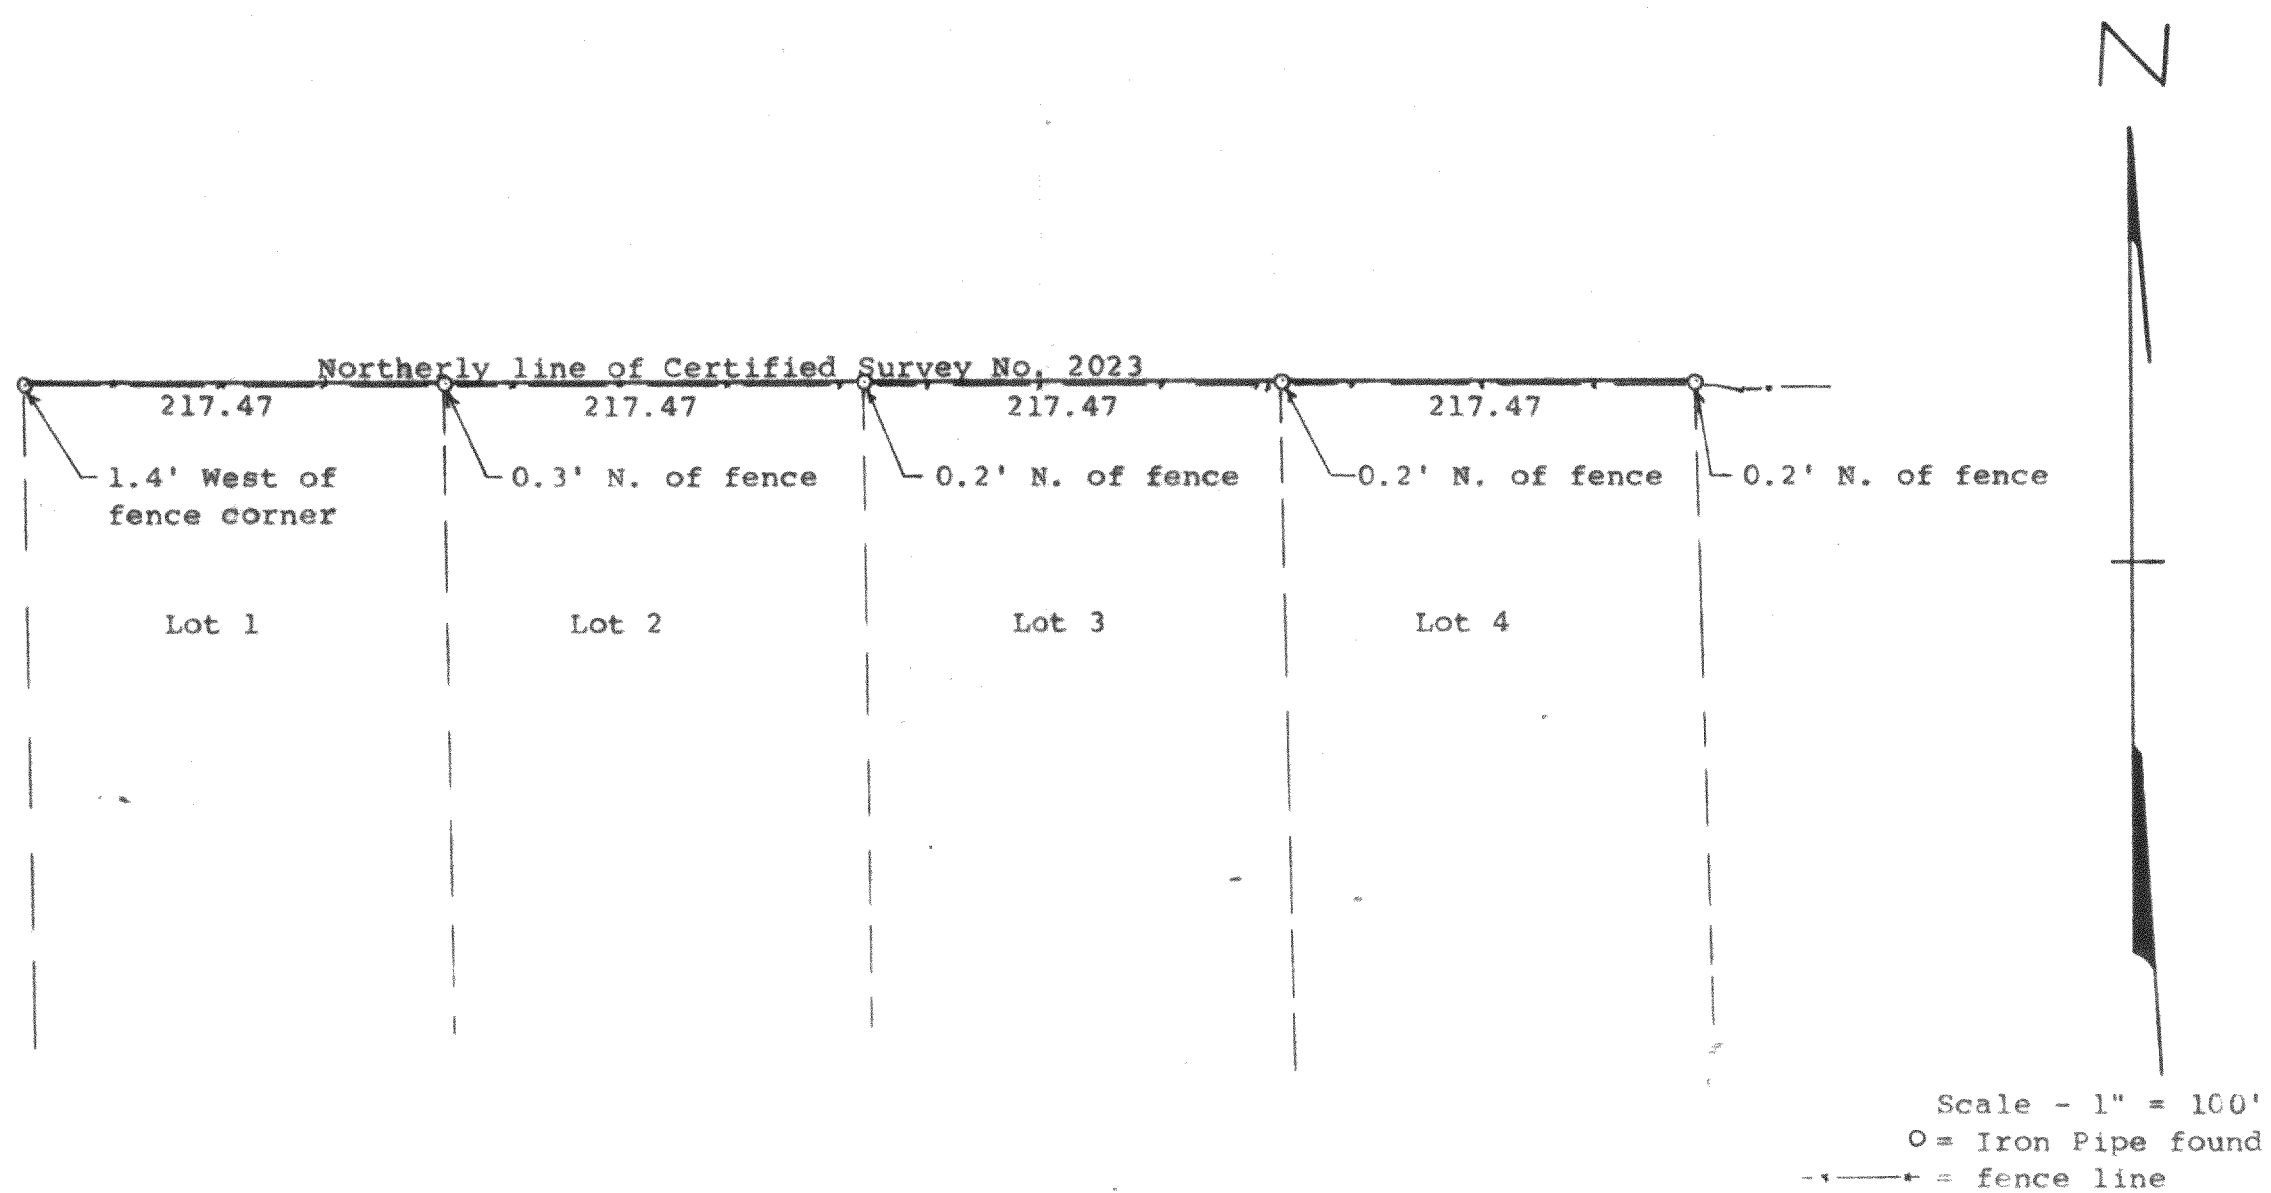 N
Northerly line of Certified Survey No. 2023
217.47
217.47
217.47
217.47
1.4' West of
fence corner
0.3' N. of fence
0.2' N. of fence
0.2' N. of fence
0.2' N. of fence
Lot 1
Lot 2
Lot 3
Lot 4
Scale - 1" = 100'
O = Iron Pipe found
= fence line